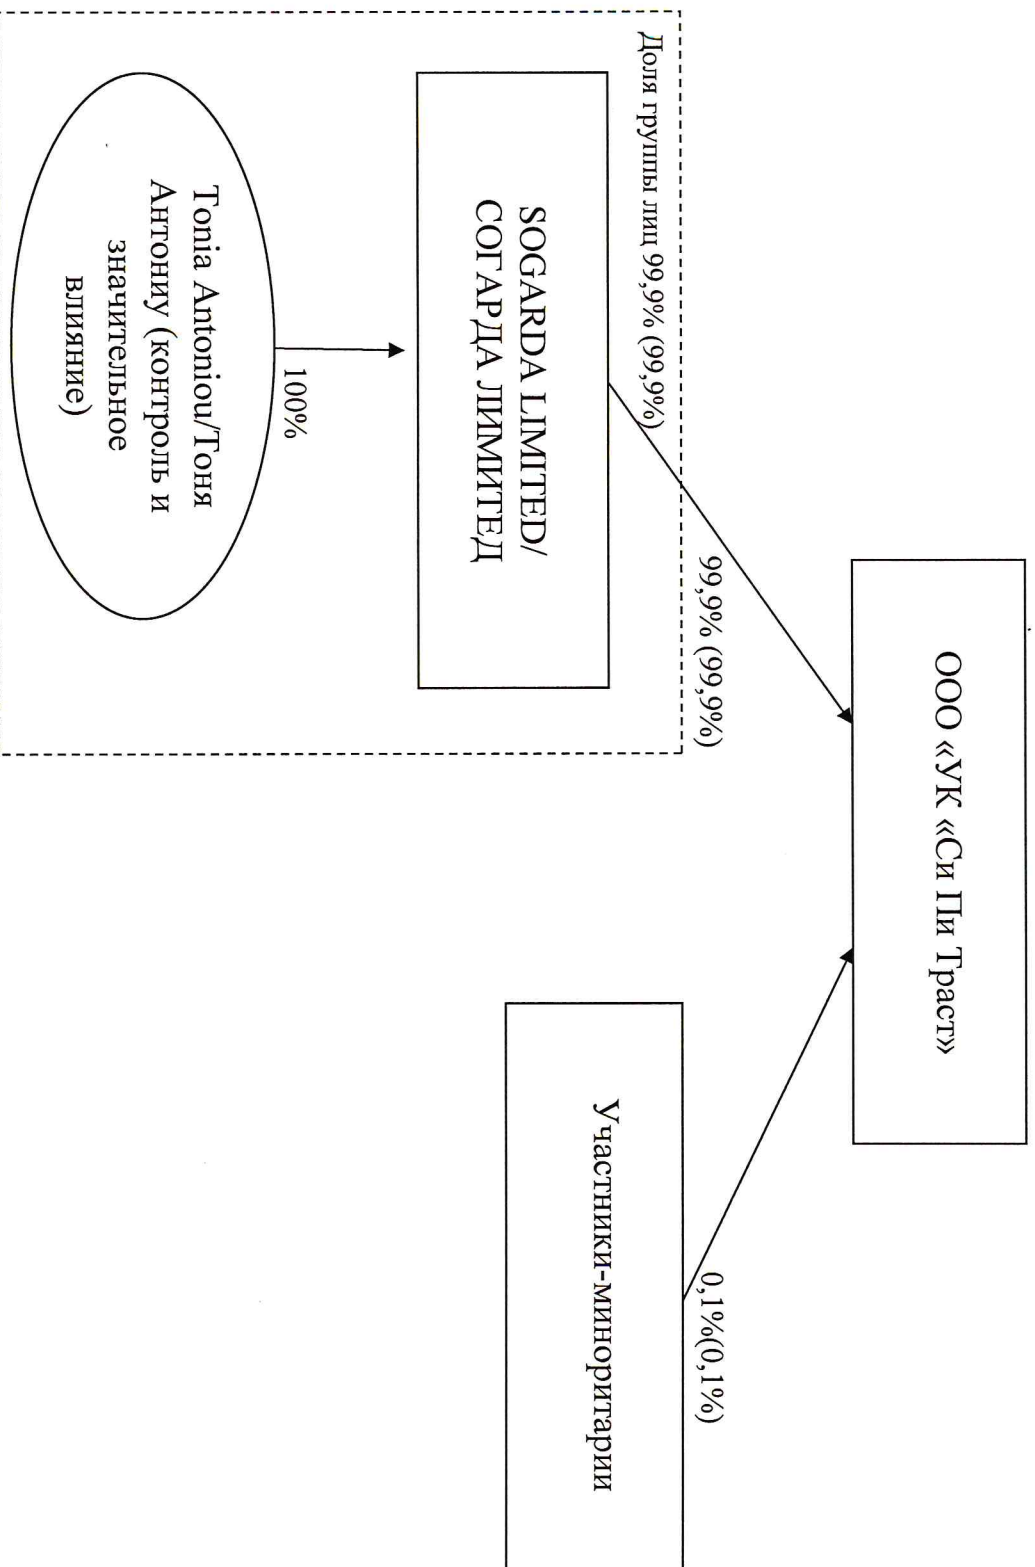 ООО «УК «Си Пи Траст»
99,9% (99,9%)
0,1%(0,1%)
Доля группы лиц 99,9% (99,9%)
SOGARDA LIMITED/
СОГАРДА ЛИМИТЕД
Участники-миноритарии
100%
Tonia Antoniou/Тоня
Антониу (контроль и
значительное
влияние)